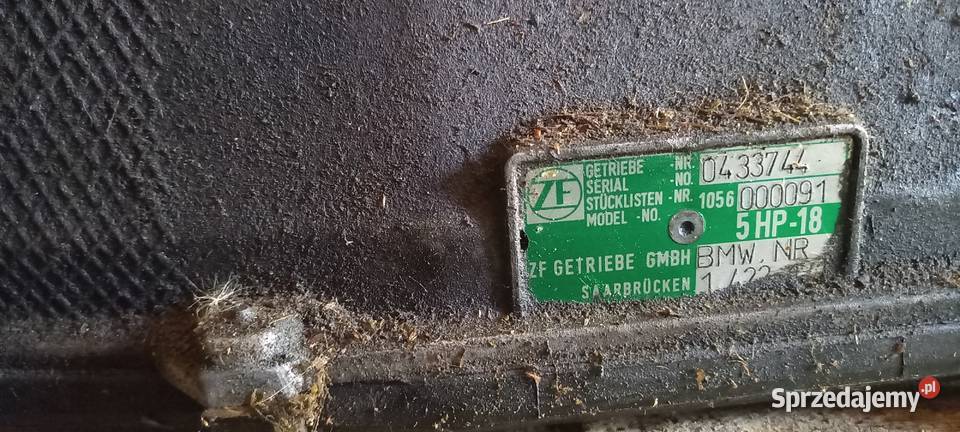 ZF
GETRIEBE -NR. 0433744
SERIAL -NO.
STÜCKLISTEN -NR. 1056 000091
MODEL -NO. 5 HP-18
ZF GETRIEBE GMBH BMW. NR
SAARBRÜCKEN
Sprzedajemy.pl